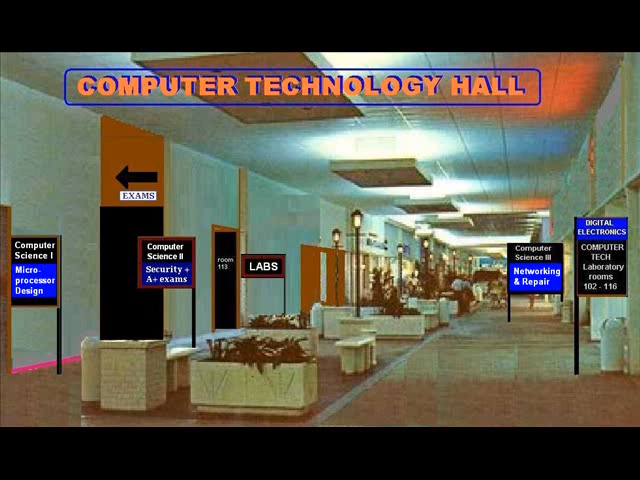 COMPUTER TECHNOLOGY HALL
EXAMS
Computer
Science I
Micro-
processor
Design
Computer
Science II
Security +
A+ exams
room
113
LABS
Computer
Science III
Networking
& Repair
DIGITAL
ELECTRONICS
COMPUTER
TECH
Laboratory
rooms
102 - 116